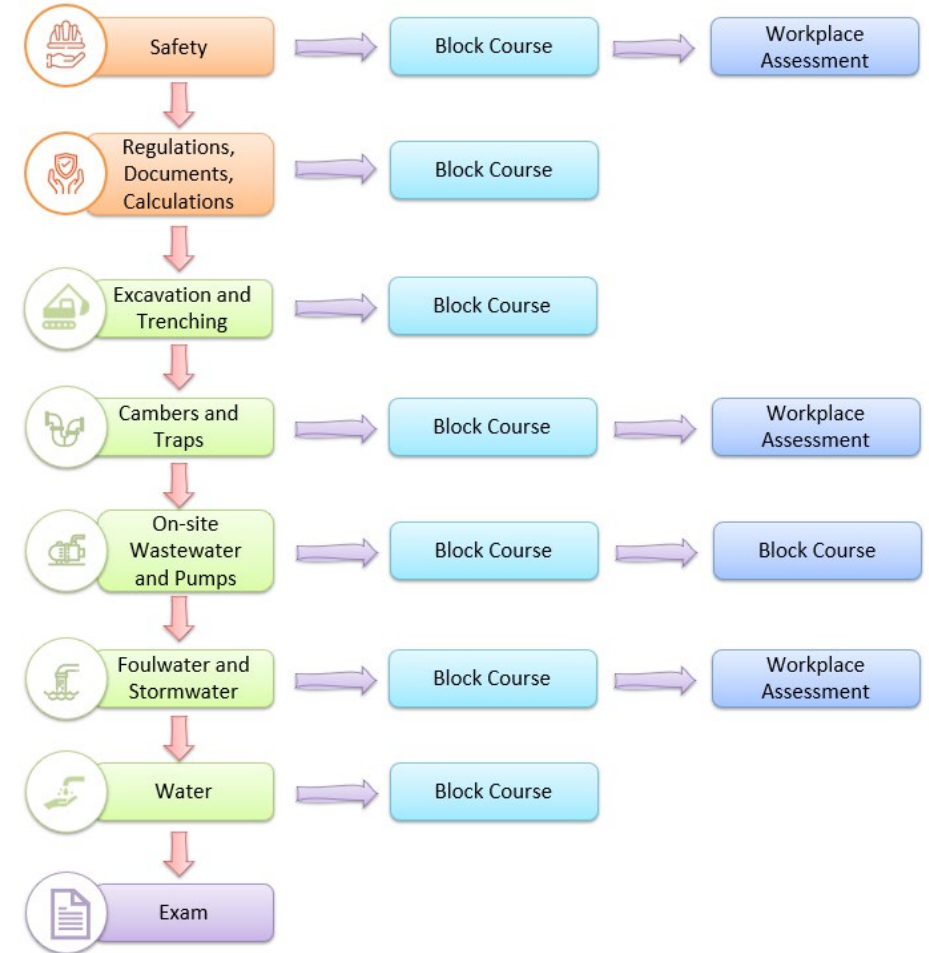 Safety
Block Course
Workplace
Assessment
Regulations,
Documents,
Calculations
Block Course
Excavation and
Trenching
Block Course
Cambers and
Traps
Block Course
Workplace
Assessment
On-site
Wastewater
and Pumps
Block Course
Block Course
Foulwater and
Stormwater
Block Course
Workplace
Assessment
Water
Block Course
Exam